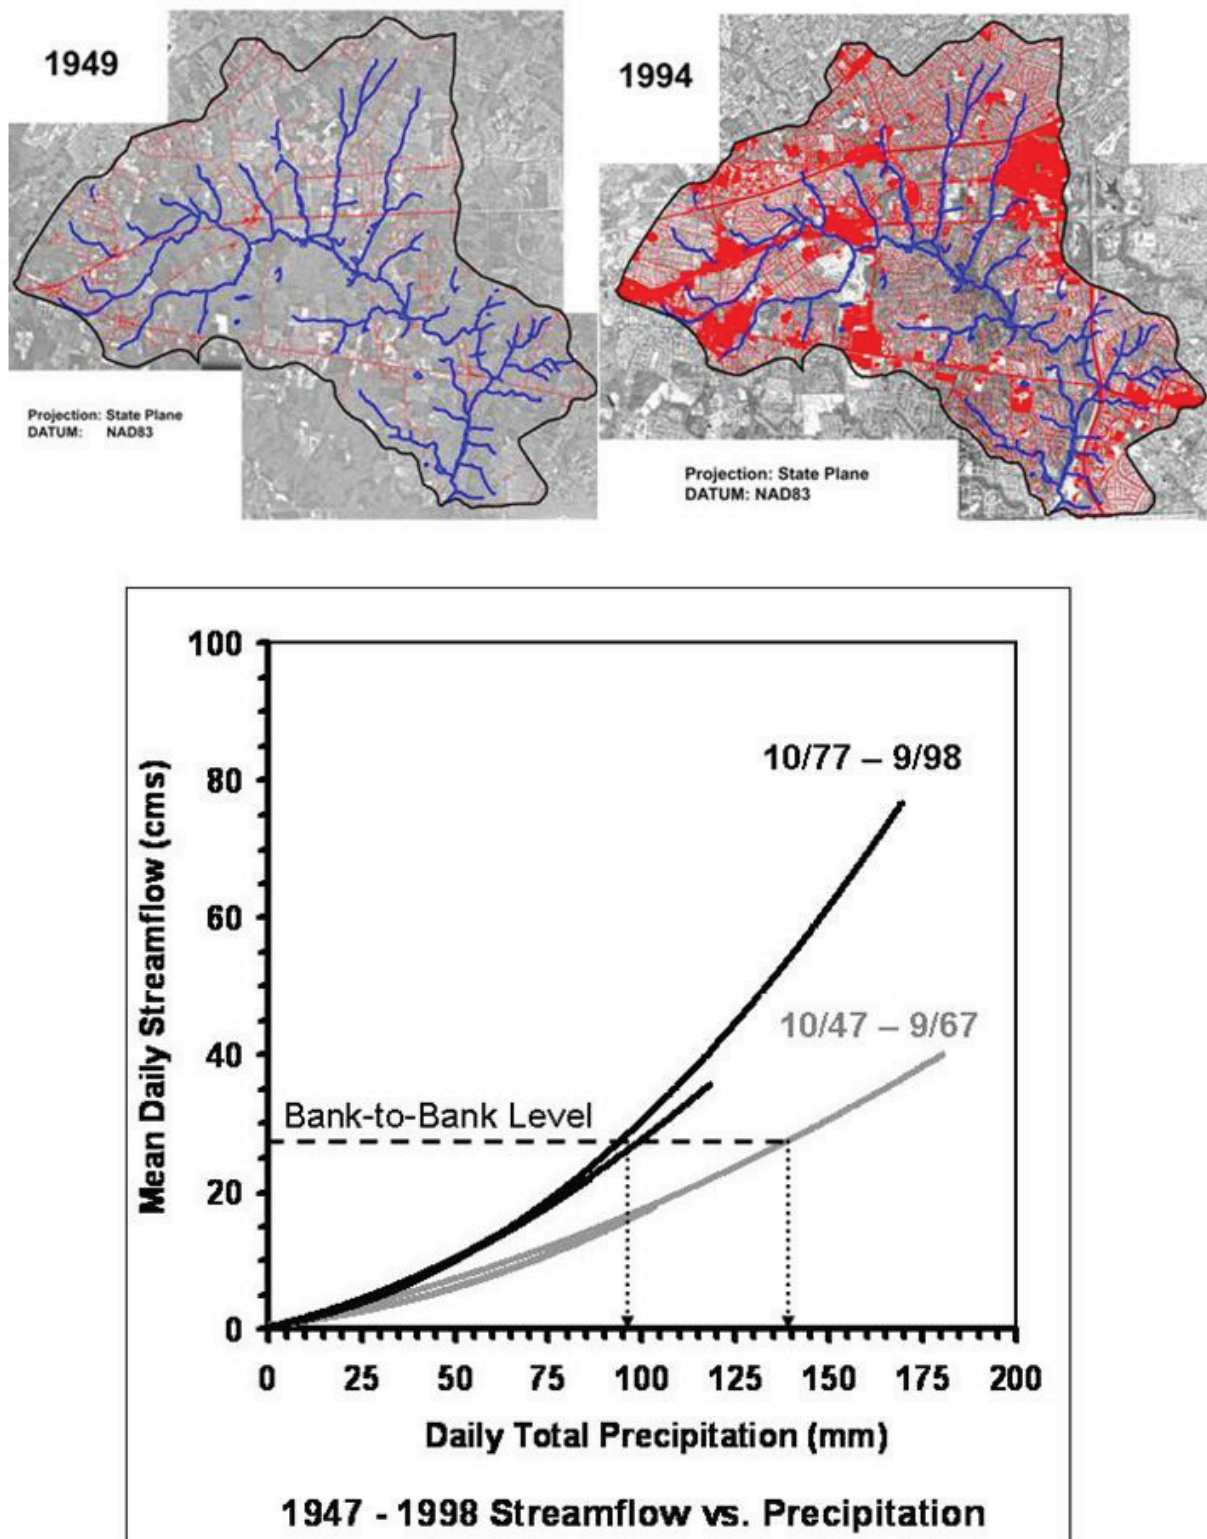 1949
1994
Projection: State Plane
DATUM: NAD83
Projection: State Plane
DATUM: NAD83
100
80
60
40
20
0
Mean Daily Streamflow (cms)
10/77 – 9/98
10/47 – 9/67
Bank-to-Bank Level
0 25 50 75 100 125 150 175 200
Daily Total Precipitation (mm)
1947 - 1998 Streamflow vs. Precipitation